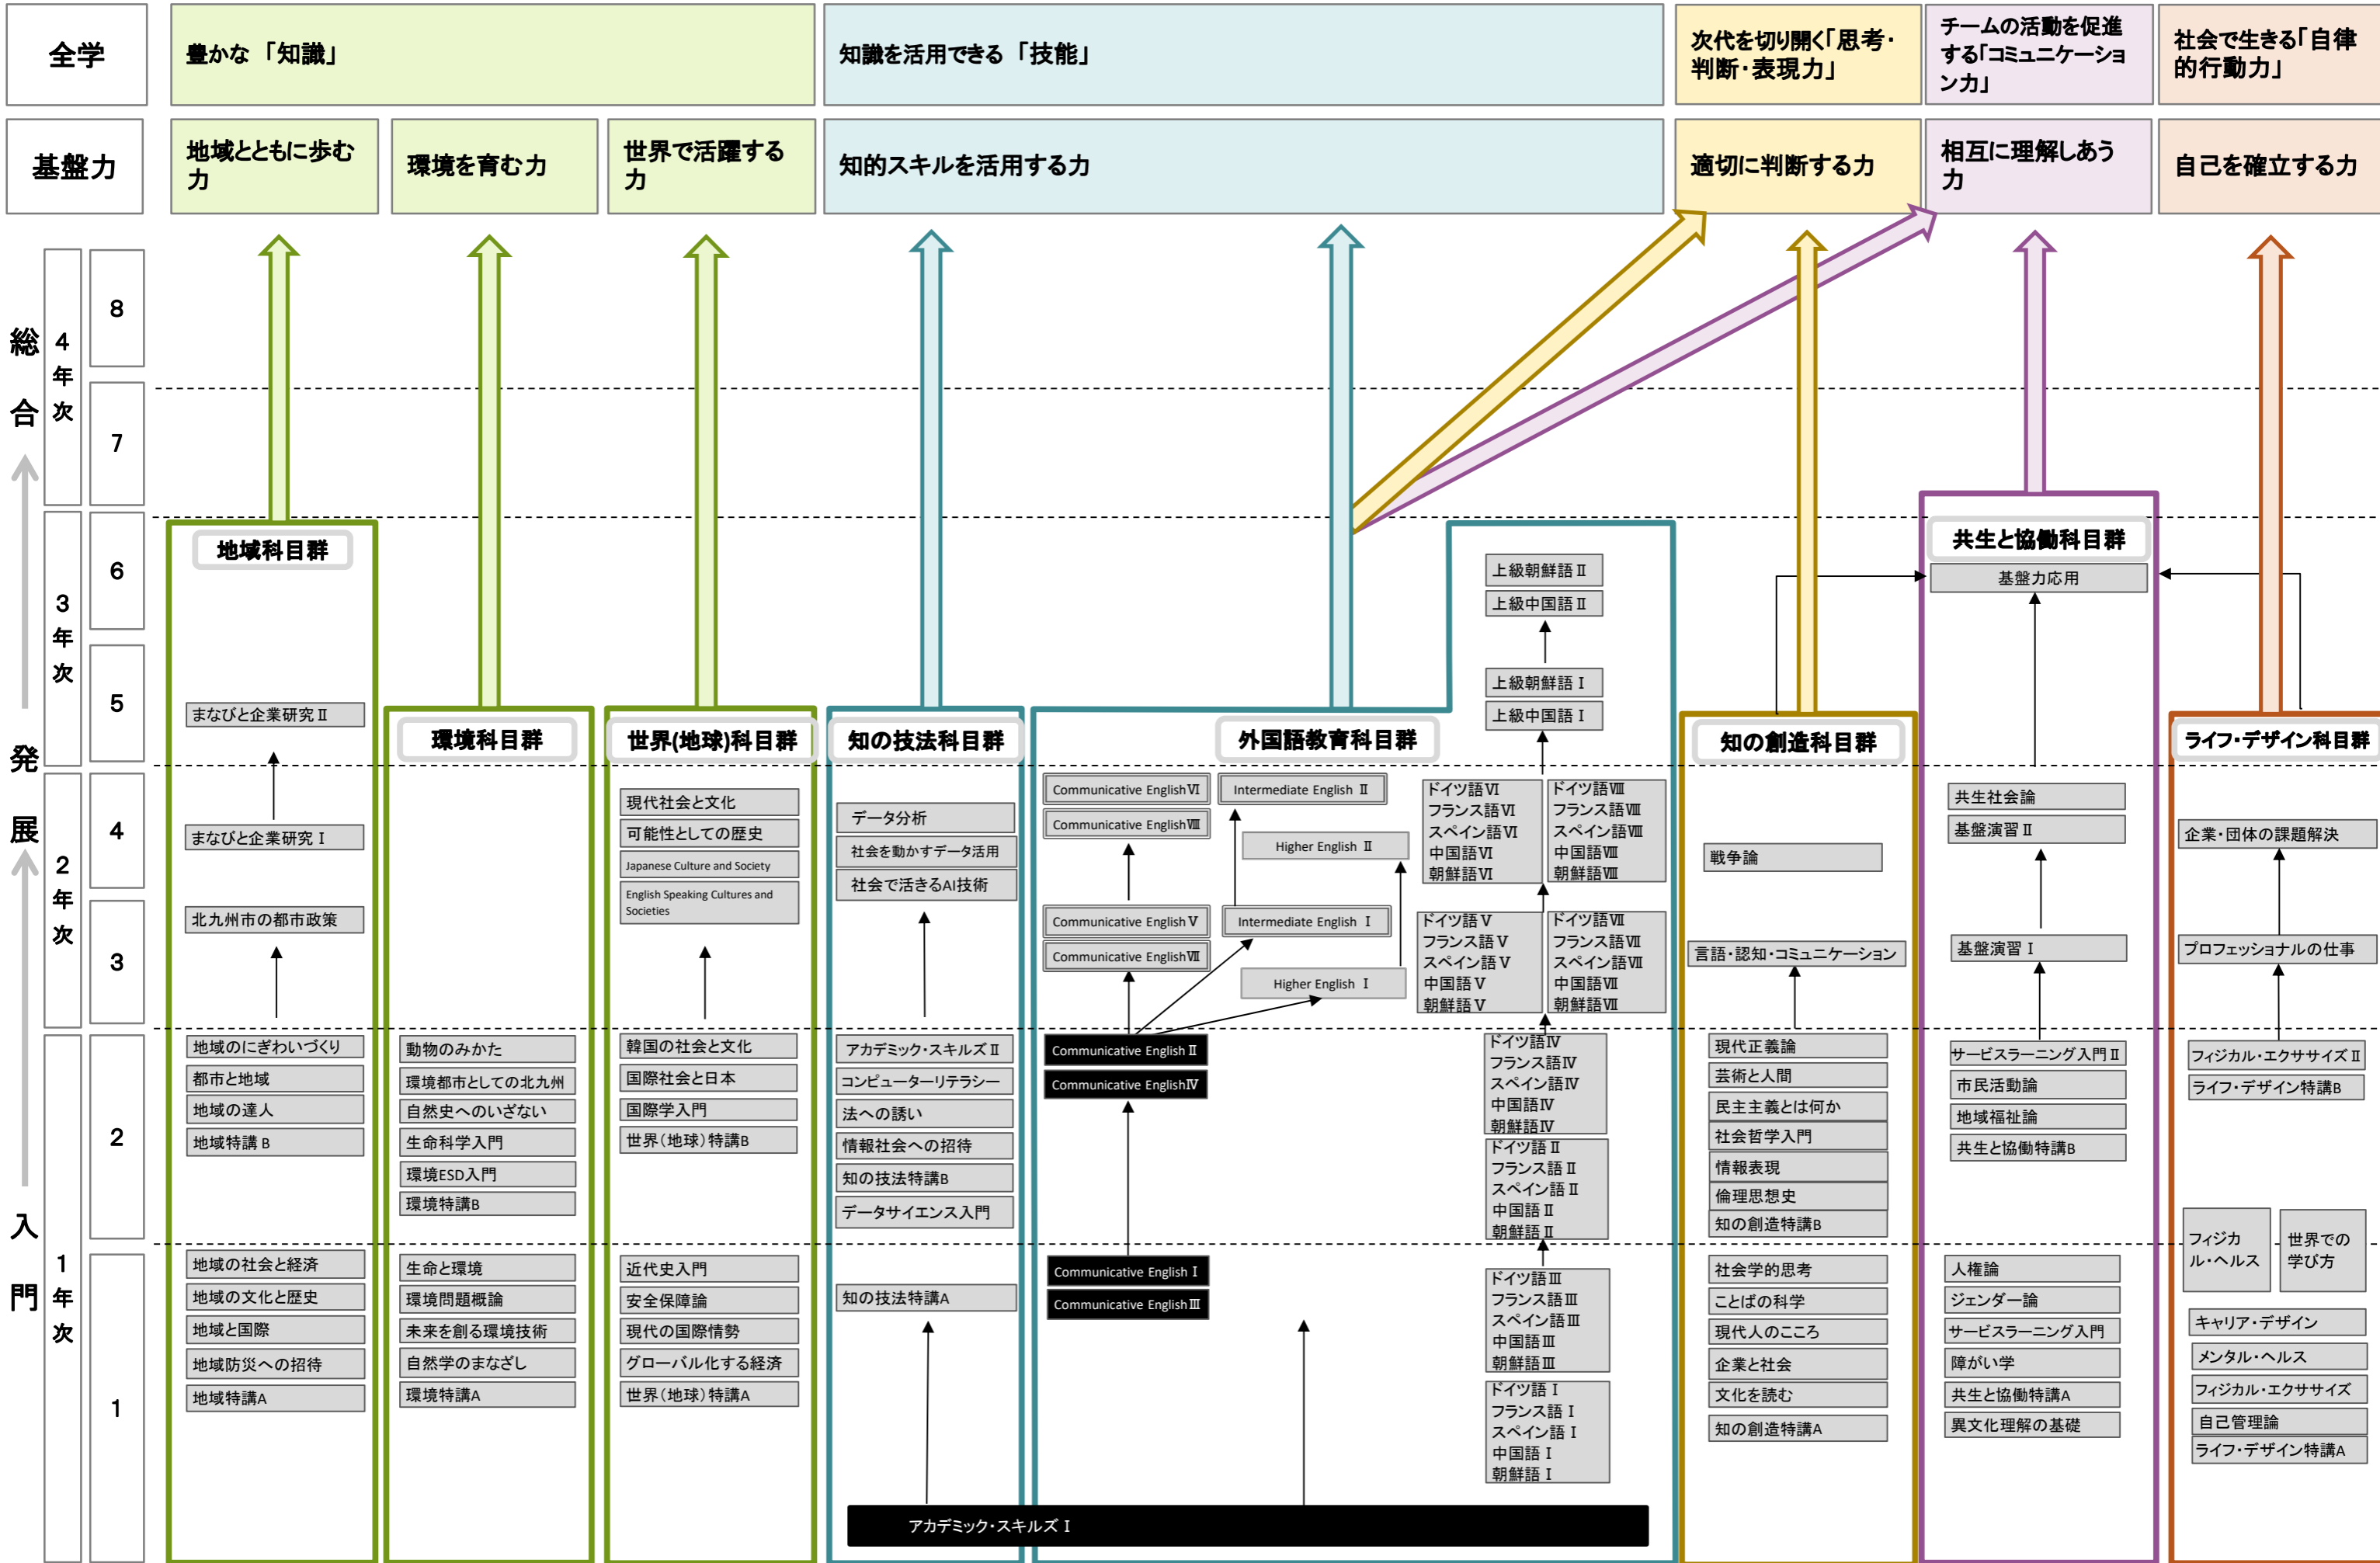 全学
豊かな「知識」
知識を活用できる「技能」
次代を切り開く「思考・
判断・表現力」
チームの活動を促進
する「コミュニケーショ
ン力」
社会で生きる「自律
的行動力」
基盤力
地域とともに歩む
力
環境を育む力
世界で活躍する
力
知的スキルを活用する力
適切に判断する力
相互に理解しあう
力
自己を確立する力
総合
発展
入門
4年次
3年次
2年次
1年次
8
7
6
5
4
3
2
1
地域科目群
まなびと企業研究Ⅱ
まなびと企業研究Ⅰ
北九州市の都市政策
地域のにぎわいづくり
都市と地域
地域の達人
地域特講B
地域の社会と経済
地域の文化と歴史
地域と国際
地域防災への招待
地域特講A
環境科目群
動物のみかた
環境都市としての北九州
自然史へのいざない
生命科学入門
環境ESD入門
環境特講B
生命と環境
環境問題概論
未来を創る環境技術
自然学のまなざし
環境特講A
世界(地球)科目群
現代社会と文化
可能性としての歴史
Japanese Culture and Society
English Speaking Cultures and
Societies
韓国の社会と文化
国際社会と日本
国際学入門
世界(地球)特講B
近代史入門
安全保障論
現代の国際情勢
グローバル化する経済
世界(地球)特講A
知の技法科目群
データ分析
社会を動かすデータ活用
社会で活きるAI技術
アカデミック・スキルズⅡ
コンピューターリテラシー
法への誘い
情報社会への招待
知の技法特講B
データサイエンス入門
知の技法特講A
アカデミック・スキルズⅠ
外国語教育科目群
Communicative EnglishⅥ
Communicative EnglishⅧ
Intermediate English Ⅱ
Higher English Ⅱ
Communicative EnglishⅤ
Communicative EnglishⅦ
Intermediate English Ⅰ
Higher English Ⅰ
Communicative EnglishⅡ
Communicative EnglishⅣ
Communicative EnglishⅠ
Communicative EnglishⅢ
上級朝鮮語Ⅱ
上級中国語Ⅱ
上級朝鮮語Ⅰ
上級中国語Ⅰ
ドイツ語Ⅵ
フランス語Ⅵ
スペイン語Ⅵ
中国語Ⅵ
朝鮮語Ⅵ
ドイツ語Ⅷ
フランス語Ⅷ
スペイン語Ⅷ
中国語Ⅷ
朝鮮語Ⅷ
ドイツ語Ⅴ
フランス語Ⅴ
スペイン語Ⅴ
中国語Ⅴ
朝鮮語Ⅴ
ドイツ語Ⅶ
フランス語Ⅶ
スペイン語Ⅶ
中国語Ⅶ
朝鮮語Ⅶ
ドイツ語Ⅳ
フランス語Ⅳ
スペイン語Ⅳ
中国語Ⅳ
朝鮮語Ⅳ
ドイツ語Ⅱ
フランス語Ⅱ
スペイン語Ⅱ
中国語Ⅱ
朝鮮語Ⅱ
ドイツ語Ⅲ
フランス語Ⅲ
スペイン語Ⅲ
中国語Ⅲ
朝鮮語Ⅲ
ドイツ語Ⅰ
フランス語Ⅰ
スペイン語Ⅰ
中国語Ⅰ
朝鮮語Ⅰ
知の創造科目群
戦争論
言語・認知・コミュニケーション
現代正義論
芸術と人間
民主主義とは何か
社会哲学入門
情報表現
倫理思想史
知の創造特講B
社会学的思考
ことばの科学
現代人のこころ
企業と社会
文化を読む
知の創造特講A
共生と協働科目群
基盤力応用
共生社会論
基盤演習Ⅱ
基盤演習Ⅰ
サービスラーニング入門Ⅱ
市民活動論
地域福祉論
共生と協働特講B
人権論
ジェンダー論
サービスラーニング入門
障がい学
共生と協働特講A
異文化理解の基礎
ライフ・デザイン科目群
企業・団体の課題解決
プロフェッショナルの仕事
フィジカル・エクササイズⅡ
ライフ・デザイン特講B
フィジカ
ル・ヘルス
世界での
学び方
キャリア・デザイン
メンタル・ヘルス
フィジカル・エクササイズ
自己管理論
ライフ・デザイン特講A